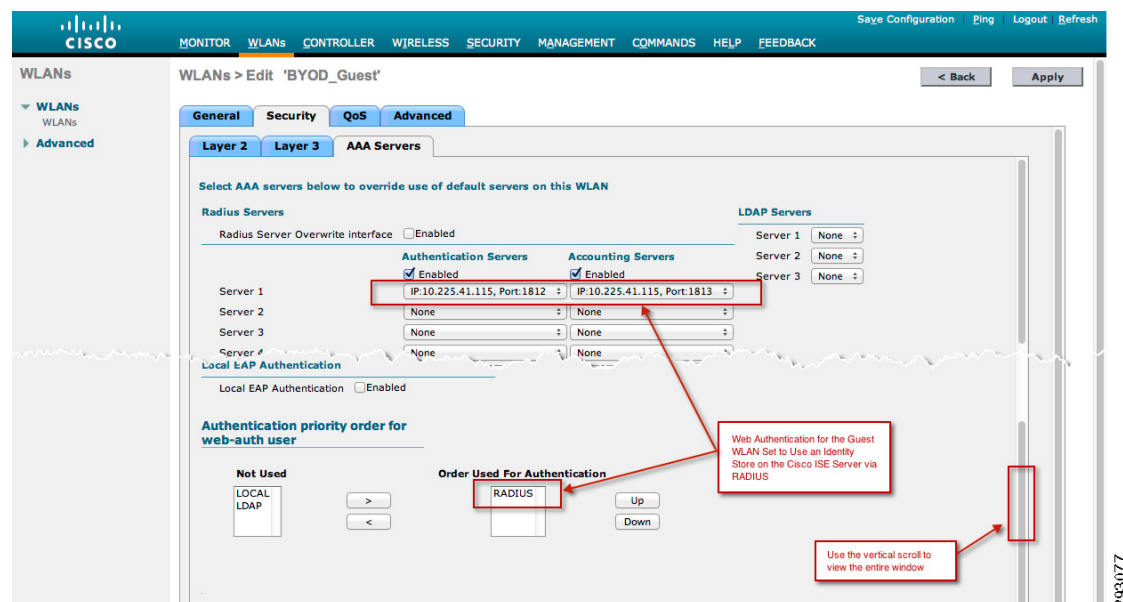 Save Configuration | Ping | Logout | Refresh
CISCO
MONITOR WLANs CONTROLLER WIRELESS SECURITY MANAGEMENT COMMANDS HELP FEEDBACK
WLANs
WLANs > Edit 'BYOD_Guest'
< Back
Apply
WLANs
WLANs
Advanced
General Security QoS Advanced
Layer 2 Layer 3 AAA Servers
Select AAA servers below to override use of default servers on this WLAN
Radius Servers
LDAP Servers
Radius Server Overwrite interface Enabled
Server 1 None
Authentication Servers Accounting Servers
Server 2 None
Enabled Enabled
Server 3 None
Server 1 IP:10.225.41.115, Port:1812 IP:10.225.41.115, Port:1813
Server 2 None None
Server 3 None None
Server 4 None None
Local EAP Authentication
Local EAP Authentication Enabled
Authentication priority order for
web-auth user
Web Authentication for the Guest
WLAN Set to Use an Identity
Store on the Cisco ISE Server via
RADIUS
Not Used
Order Used For Authentication
LOCAL
LDAP
>
<
RADIUS
Up
Down
Use the vertical scroll to
view the entire window
293077